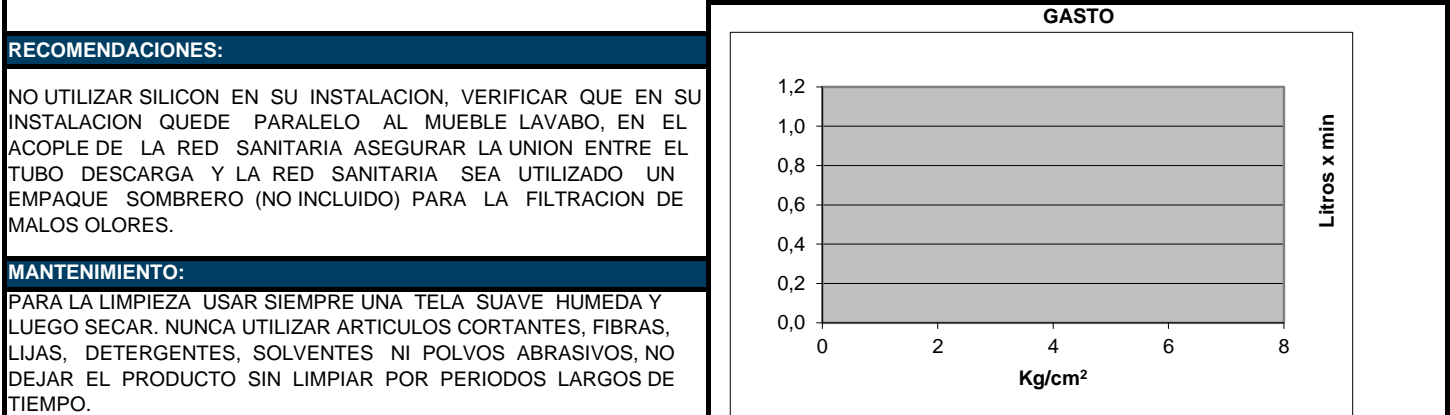 RECOMENDACIONES:
NO UTILIZAR SILICON EN SU INSTALACION, VERIFICAR QUE EN SU
INSTALACION QUEDE PARALELO AL MUEBLE LAVABO, EN EL
ACOPLE DE LA RED SANITARIA ASEGURAR LA UNION ENTRE EL
TUBO DESCARGA Y LA RED SANITARIA SEA UTILIZADO UN
EMPAQUE SOMBRERO (NO INCLUIDO) PARA LA FILTRACION DE
MALOS OLORES.
MANTENIMIENTO:
PARA LA LIMPIEZA USAR SIEMPRE UNA TELA SUAVE HUMEDA Y
LUEGO SECAR. NUNCA UTILIZAR ARTICULOS CORTANTES, FIBRAS,
LIJAS, DETERGENTES, SOLVENTES NI POLVOS ABRASIVOS, NO
DEJAR EL PRODUCTO SIN LIMPIAR POR PERIODOS LARGOS DE
TIEMPO.
GASTO
1,2
1,0
0,8
0,6
0,4
0,2
0,0
0 2 4 6 8
Kg/cm²
Litros x min